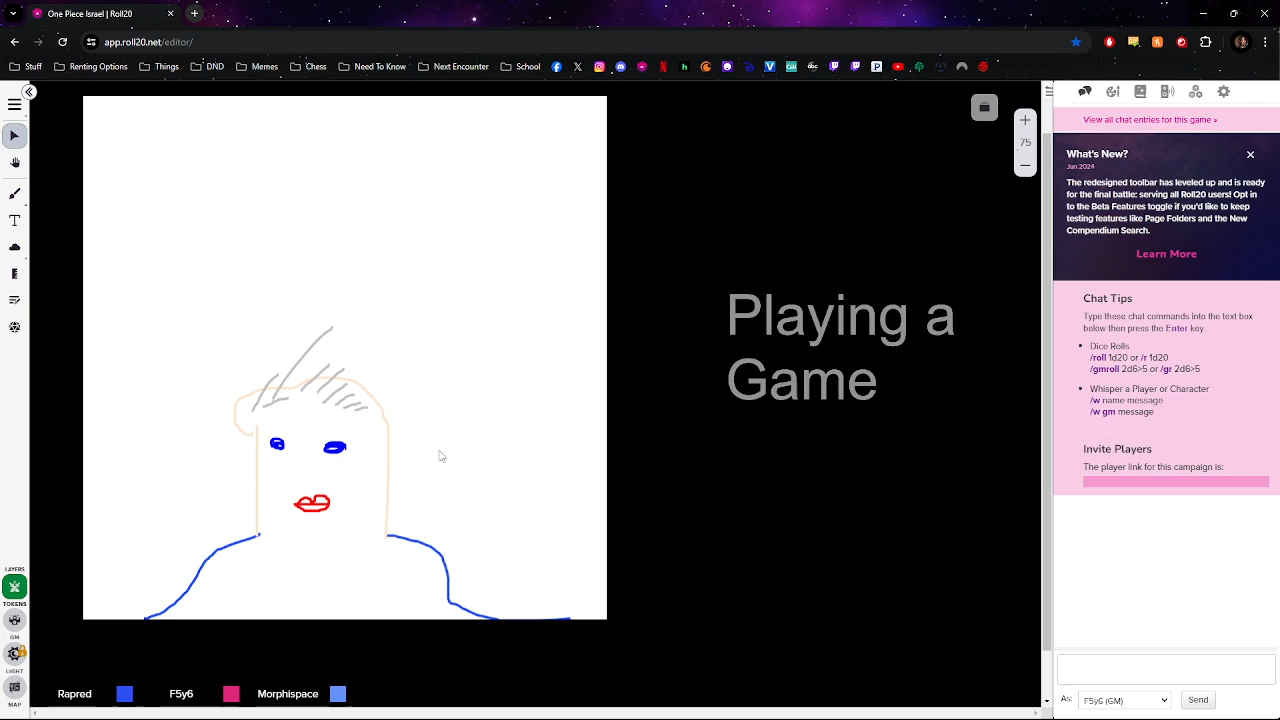 One Piece Israel | Roll20
app.roll20.net/editor/
Stuff
Renting Options
Things
DND
Memes
Chess
Need To Know
Next Encounter
School
75
Playing a
Game
LAYERS
TOKENS
GM
LIGHT
MAP
Rapred
F5y6
Morphispace
View all chat entries for this game »
What's New?
Jan 2024
The redesigned toolbar has leveled up and is ready
for the final battle: serving all Roll20 users! Opt in
to the Beta Features toggle if you'd like to keep
testing features like Page Folders and the New
Compendium Search.
Learn More
Chat Tips
Type these chat commands into the text box
below then press the Enter key.
• Dice Rolls
/roll 1d20 or /r 1d20
/gmroll 2d6>5 or /gr 2d6>5
• Whisper a Player or Character
/w name message
/w gm message
Invite Players
The player link for this campaign is:
As:
F5y6 (GM)
Send